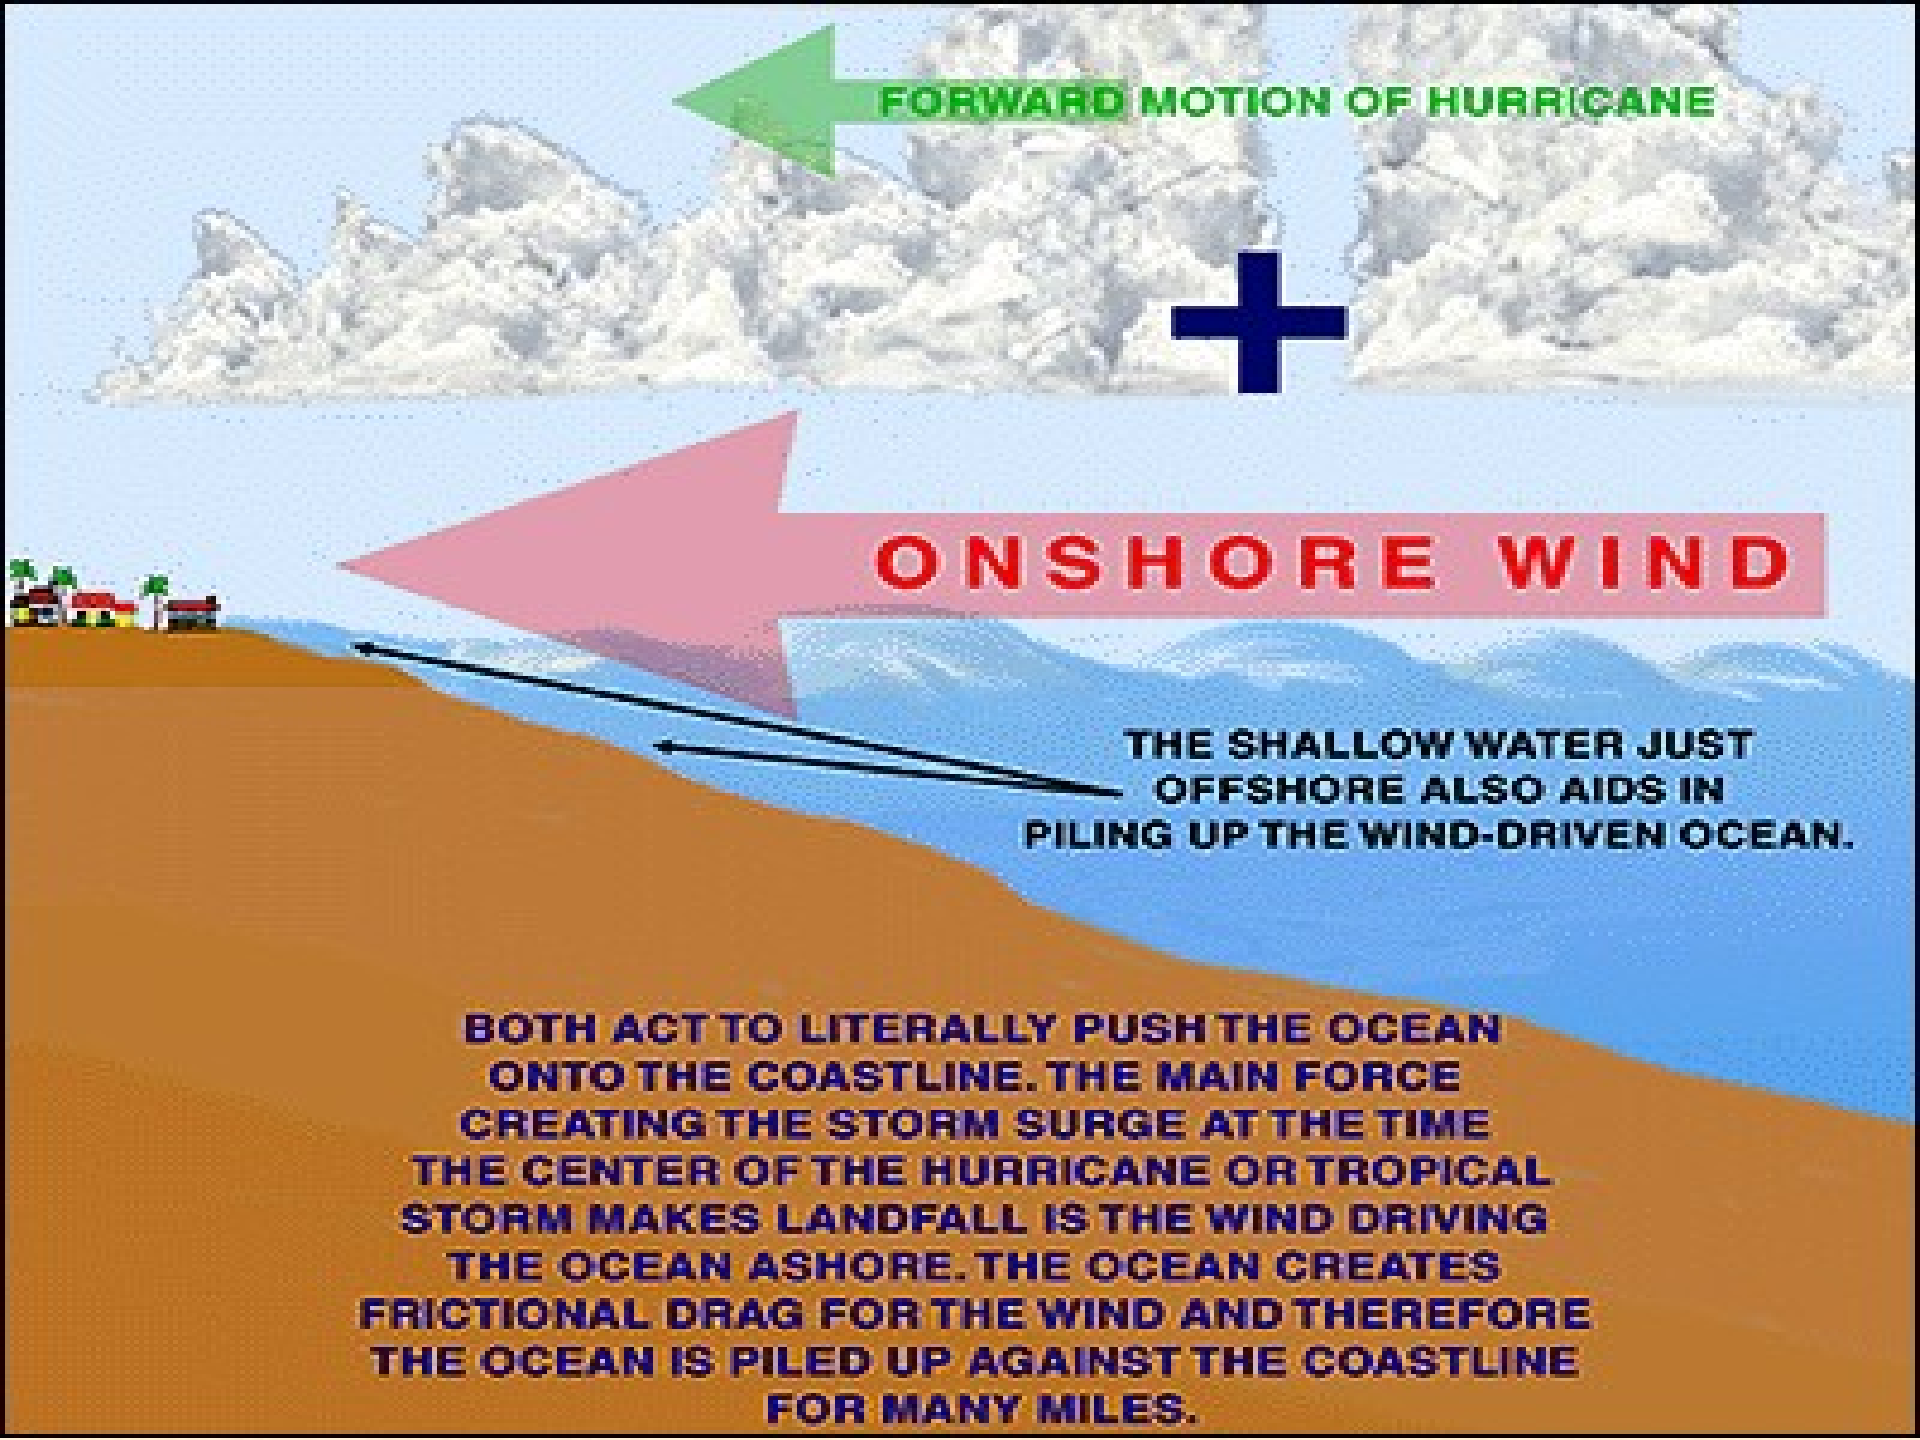 FORWARD MOTION OF HURRICANE
ONSHORE WIND
THE SHALLOW WATER JUST
OFFSHORE ALSO AIDS IN
PILING UP THE WIND-DRIVEN OCEAN.
BOTH ACT TO LITERALLY PUSH THE OCEAN
ONTO THE COASTLINE. THE MAIN FORCE
CREATING THE STORM SURGE AT THE TIME
THE CENTER OF THE HURRICANE OR TROPICAL
STORM MAKES LANDFALL IS THE WIND DRIVING
THE OCEAN ASHORE. THE OCEAN CREATES
FRICTIONAL DRAG FOR THE WIND AND THEREFORE
THE OCEAN IS PILED UP AGAINST THE COASTLINE
FOR MANY MILES.